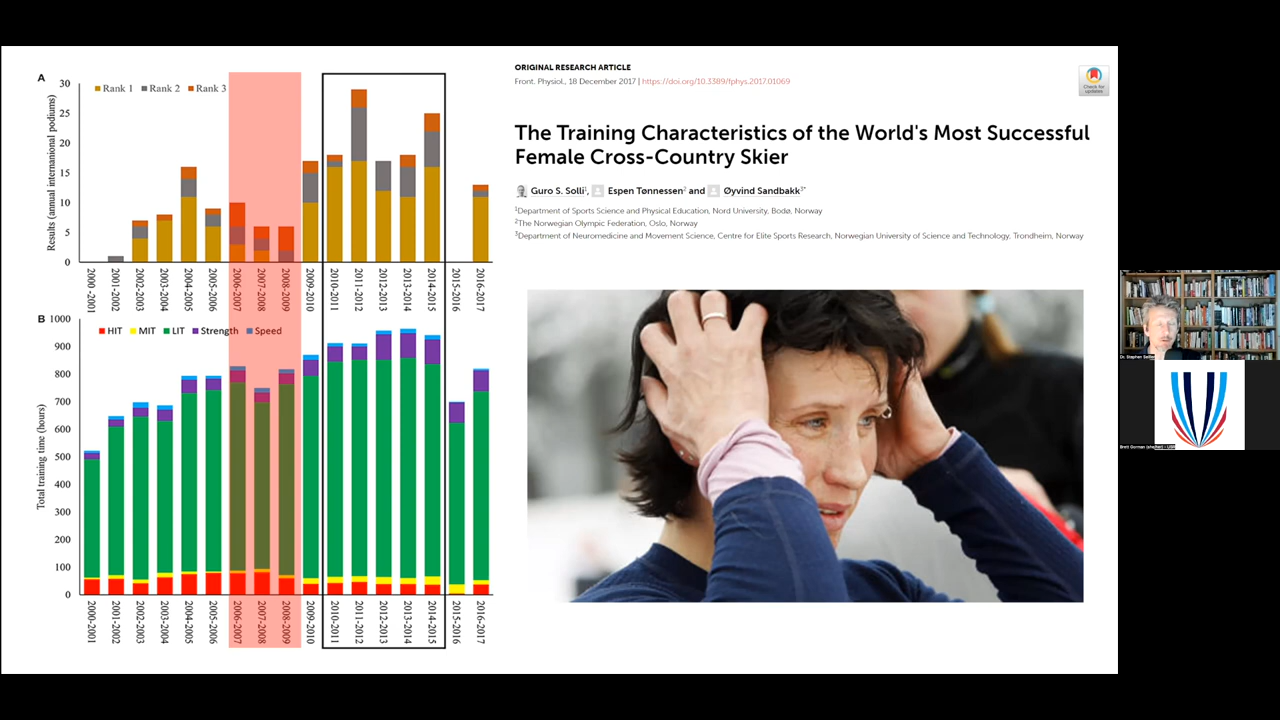 A
30
25
20
15
10
5
0
Results (annual internanional podiums)
Rank 1 Rank 2 Rank 3
2000 -2001
2001-2002
2002-2003
2003-2004
2004-2005
2005-2006
2006-2007
2007-2008
2008-2009
2009-2010
2010-2011
2011-2012
2012-2013
2013-2014
2014-2015
2015-2016
2016-2017
B
1000
900
800
700
600
500
400
300
200
100
0
Total training time (hours)
HIT MIT LIT Strength Speed
2000-2001
2001-2002
2002-2003
2003-2004
2004-2005
2005-2006
2006-2007
2007-2008
2008-2009
2009-2010
2010-2011
2011-2012
2012-2013
2013-2014
2014-2015
2015-2016
2016-2017
ORIGINAL RESEARCH ARTICLE
Front. Physiol., 18 December 2017 | https://doi.org/10.3389/fphys.2017.01069
Check for
updates
The Training Characteristics of the World's Most Successful
Female Cross-Country Skier
Guro S. Solli1, Espen Tønnessen2 and Øyvind Sandbakk3*
1Department of Sports Science and Physical Education, Nord University, Bodø, Norway
2The Norwegian Olympic Federation, Oslo, Norway
3Department of Neuromedicine and Movement Science, Centre for Elite Sports Research, Norwegian University of Science and Technology, Trondheim, Norway
Dr. Stephen Seiler
Brett Gorman